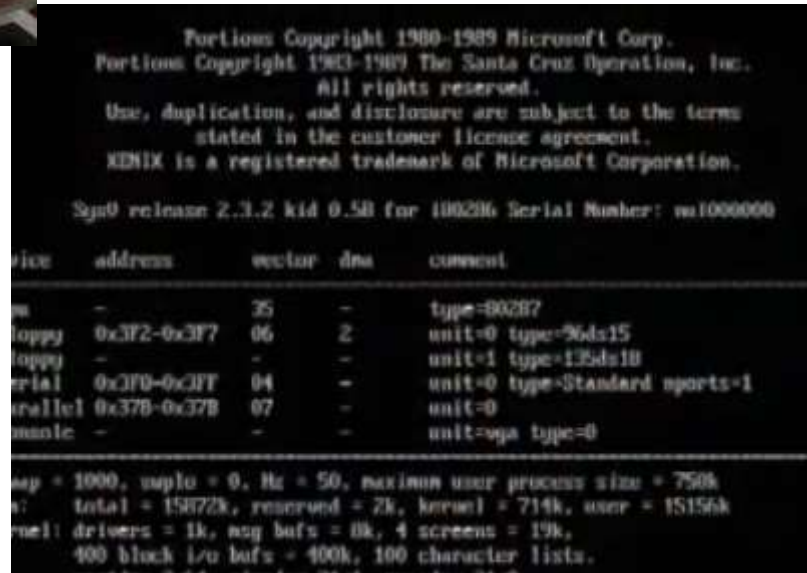 Portions Copyright 1980-1989 Microsoft Corp.
Portions Copyright 1983-1989 The Santa Cruz Operation, Inc.
All rights reserved.
Use, duplication, and disclosure are subject to the terms
stated in the customer license agreement.
XENIX is a registered trademark of Microsoft Corporation.
SysV release 2.3.2 kid 0.58 for i80286 Serial Number:
vice address vector dma comment
- 35 - type=80287
loppy 0x3F2-0x3F7 06 2 unit=0 type=96ds15
loppy - - - unit=1 type=135ds18
erial 0x3F8-0x3FF 04 - unit=0 type=Standard nports=1
rallel 0x378-0x37B 07 - unit=0
onsole - - - unit=vga type=0
= 1000, swplo = 0, Hz = 50, maximum user process size = 750k
total = 15872k, reserved = 2k, kernel = 714k, user = 15156k
rnel: drivers = 1k, msg bufs = 8k, 4 screens = 19k,
400 block i/o bufs = 400k, 100 character lists.